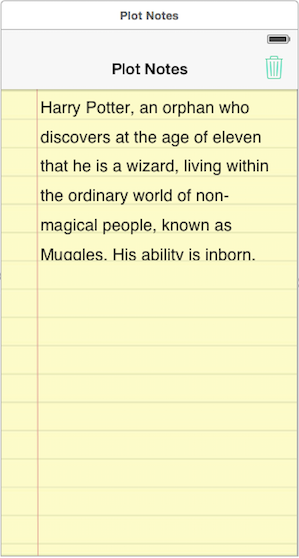 Plot Notes
Plot Notes
Harry Potter, an orphan who
discovers at the age of eleven
that he is a wizard, living within
the ordinary world of non-
magical people, known as
Muggles. His ability is inborn.